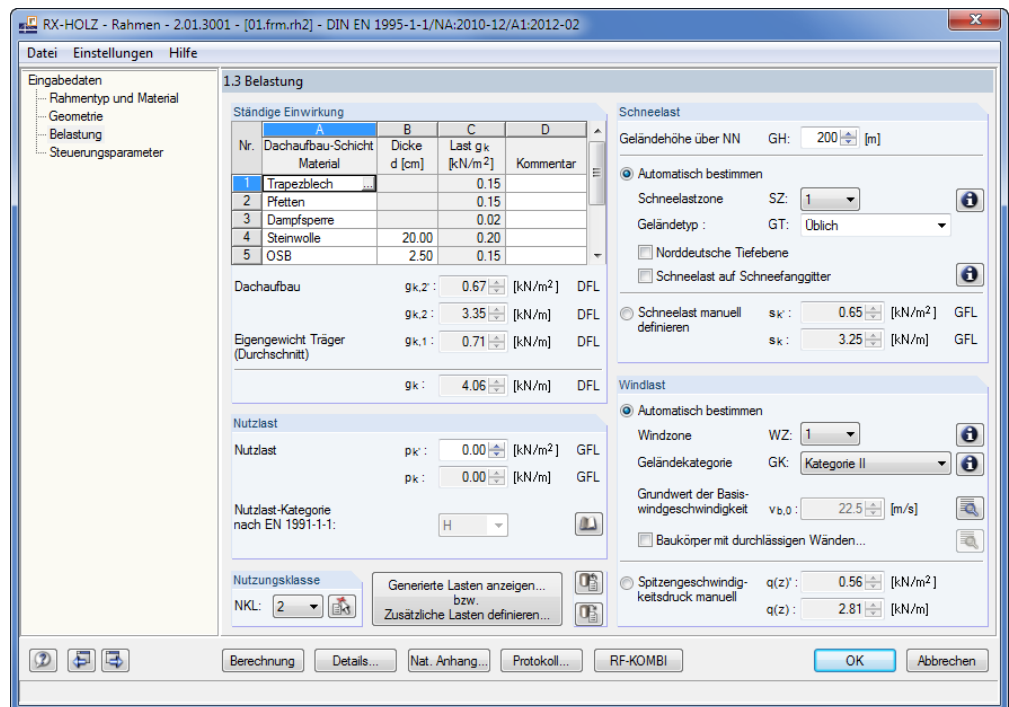 RX-HOLZ - Rahmen - 2.01.3001 - [01.frm.rh2] - DIN EN 1995-1-1/NA:2010-12/A1:2012-02
Datei Einstellungen Hilfe
Eingabedaten
Rahmentyp und Material
Geometrie
Belastung
Steuerungsparameter
1.3 Belastung
Ständige Einwirkung
A B C D
Nr. Dachaufbau-Schicht Dicke Last gk
Material d [cm] [kN/m²] Kommentar
1 Trapezblech ... 0.15
2 Pfetten 0.15
3 Dampfsperre 0.02
4 Steinwolle 20.00 0.20
5 OSB 2.50 0.15
Dachaufbau gk,2' : 0.67 [kN/m²] DFL
gk,2 : 3.35 [kN/m] DFL
Eigengewicht Träger gk,1 : 0.71 [kN/m] DFL
(Durchschnitt)
gk : 4.06 [kN/m] DFL
Nutzlast
Nutzlast pk' : 0.00 [kN/m²] GFL
pk : 0.00 [kN/m] GFL
Nutzlast-Kategorie
nach EN 1991-1-1: H
Nutzungsklasse
NKL: 2
Generierte Lasten anzeigen...
bzw.
Zusätzliche Lasten definieren...
Schneelast
Geländehöhe über NN GH: 200 [m]
Automatisch bestimmen
Schneelastzone SZ: 1
Geländetyp : GT: Üblich
Norddeutsche Tiefebene
Schneelast auf Schneefanggitter
Schneelast manuell sk' : 0.65 [kN/m²] GFL
definieren
sk : 3.25 [kN/m] GFL
Windlast
Automatisch bestimmen
Windzone WZ: 1
Geländekategorie GK: Kategorie II
Grundwert der Basis-
windgeschwindigkeit vb,0 : 22.5 [m/s]
Baukörper mit durchlässigen Wänden...
Spitzengeschwindig- q(z)' : 0.56 [kN/m²]
keitsdruck manuell
q(z) : 2.81 [kN/m]
Berechnung Details... Nat. Anhang... Protokoll... RF-KOMBI OK Abbrechen